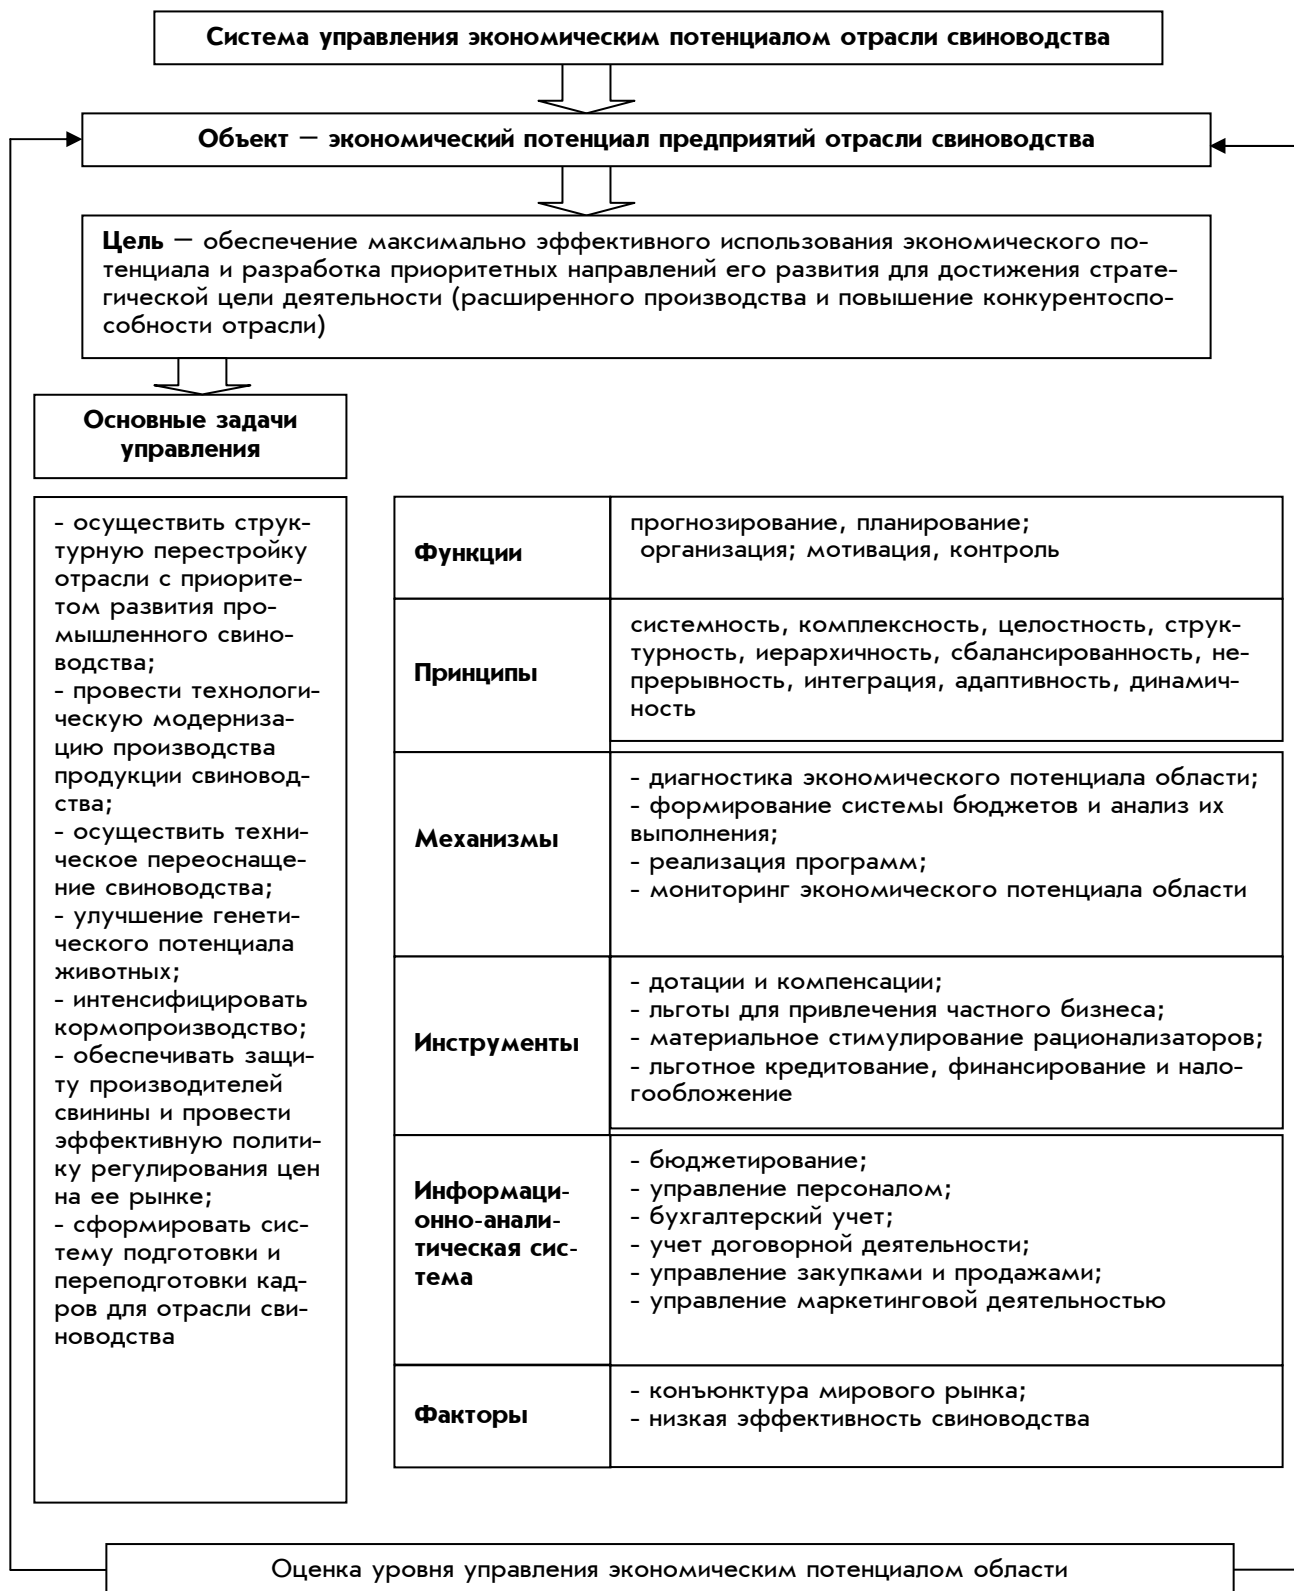 Система управления экономическим потенциалом отрасли свиноводства
Объект — экономический потенциал предприятий отрасли свиноводства
Цель — обеспечение максимально эффективного использования экономического по-
тенциала и разработка приоритетных направлений его развития для достижения страте-
гической цели деятельности (расширенного производства и повышение конкурентоспо-
собности отрасли)
Основные задачи
управления
- осуществить струк-
турную перестройку
отрасли с приорите-
том развития про-
мышленного свино-
водства;
- провести технологи-
ческую модерниза-
цию производства
продукции свиновод-
ства;
- осуществить техни-
ческое переоснаще-
ние свиноводства;
- улучшение генети-
ческого потенциала
животных;
- интенсифицировать
кормопроизводство;
- обеспечивать защи-
ту производителей
свинины и провести
эффективную полити-
ку регулирования цен
на ее рынке;
- сформировать сис-
тему подготовки и
переподготовки кад-
ров для отрасли сви-
новодства
Функции
прогнозирование, планирование;
организация; мотивация, контроль
Принципы
системность, комплексность, целостность, струк-
турность, иерархичность, сбалансированность, не-
прерывность, интеграция, адаптивность, динамич-
ность
Механизмы
- диагностика экономического потенциала области;
- формирование системы бюджетов и анализ их
выполнения;
- реализация программ;
- мониторинг экономического потенциала области
Инструменты
- дотации и компенсации;
- льготы для привлечения частного бизнеса;
- материальное стимулирование рационализаторов;
- льготное кредитование, финансирование и нало-
гообложение
Информаци-
онно-анали-
тическая сис-
тема
- бюджетирование;
- управление персоналом;
- бухгалтерский учет;
- учет договорной деятельности;
- управление закупками и продажами;
- управление маркетинговой деятельностью
Факторы
- конъюнктура мирового рынка;
- низкая эффективность свиноводства
Оценка уровня управления экономическим потенциалом области